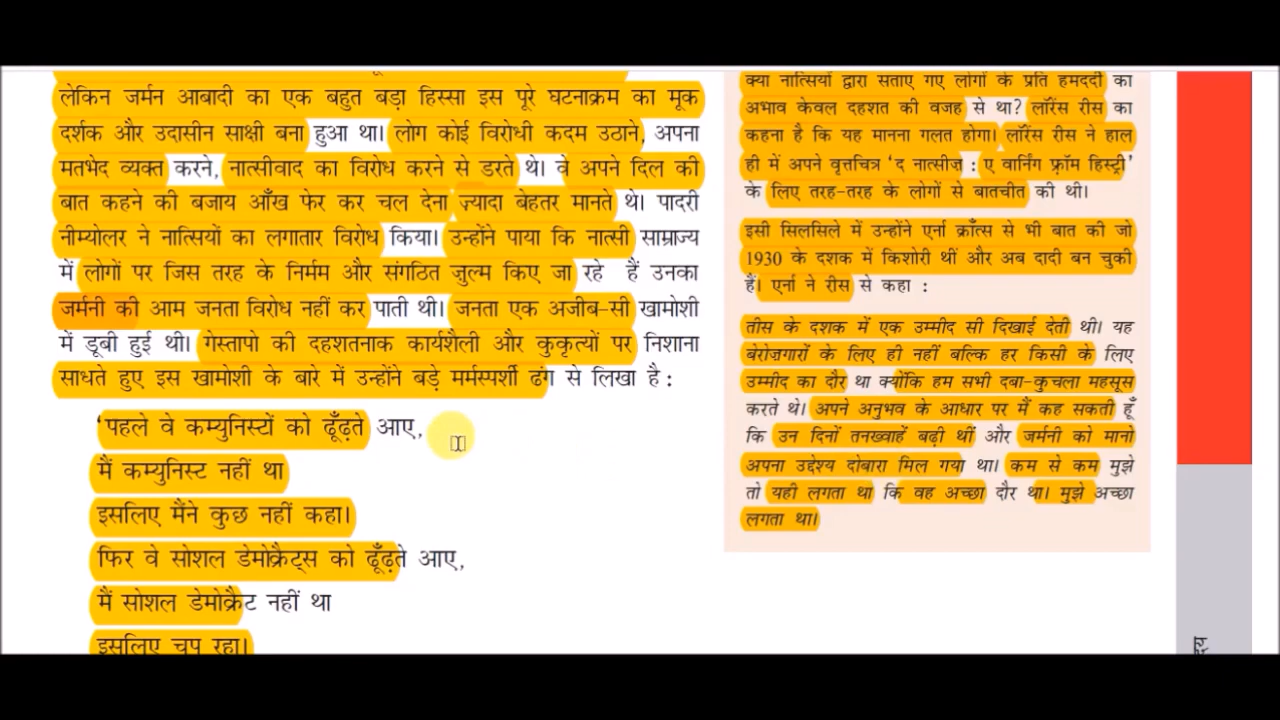 लेकिन जर्मन आबादी का एक बहुत बड़ा हिस्सा इस पूरे घटनाक्रम का मूक
दर्शक और उदासीन साक्षी बना हुआ था। लोग कोई विरोधी कदम उठाने, अपना
मतभेद व्यक्त करने, नात्सीवाद का विरोध करने से डरते थे। वे अपने दिल की
बात कहने की बजाय आँख फेर कर चल देना ज़्यादा बेहतर मानते थे। पादरी
नीम्योलर ने नात्सियों का लगातार विरोध किया। उन्होंने पाया कि नात्सी साम्राज्य
में लोगों पर जिस तरह के निर्मम और संगठित ज़ुल्म किए जा रहे हैं उनका
जर्मनी की आम जनता विरोध नहीं कर पाती थी। जनता एक अजीब-सी खामोशी
में डूबी हुई थी। गेस्तापो की दहशतनाक कार्यशैली और कुकृत्यों पर निशाना
साधते हुए इस खामोशी के बारे में उन्होंने बड़े मर्मस्पर्शी ढंग से लिखा है :
'पहले वे कम्युनिस्टों को ढूँढ़ते आए,
मैं कम्युनिस्ट नहीं था
इसलिए मैंने कुछ नहीं कहा।
फिर वे सोशल डेमोक्रैट्स को ढूँढ़ते आए,
मैं सोशल डेमोक्रैट नहीं था
इसलिए चुप रहा।
क्या नात्सियों द्वारा सताए गए लोगों के प्रति हमदर्दी का
अभाव केवल दहशत की वजह से था? लॉरेंस रीस का
कहना है कि यह मानना गलत होगा। लॉरेंस रीस ने हाल
ही में अपने वृत्तचित्र 'द नात्सीज़ : ए वार्निंग फ़्रॉम हिस्ट्री'
के लिए तरह-तरह के लोगों से बातचीत की थी।
इसी सिलसिले में उन्होंने एर्ना क्रॉत्स से भी बात की जो
1930 के दशक में किशोरी थीं और अब दादी बन चुकी
हैं। एर्ना ने रीस से कहा :
तीस के दशक में एक उम्मीद सी दिखाई देती थी। यह
बेरोज़गारों के लिए ही नहीं बल्कि हर किसी के लिए
उम्मीद का दौर था क्योंकि हम सभी दबा-कुचला महसूस
करते थे। अपने अनुभव के आधार पर मैं कह सकती हूँ
कि उन दिनों तनख्वाहें बढ़ी थीं और जर्मनी को मानो
अपना उद्देश्य दोबारा मिल गया था। कम से कम मुझे
तो यही लगता था कि वह अच्छा दौर था। मुझे अच्छा
लगता था।